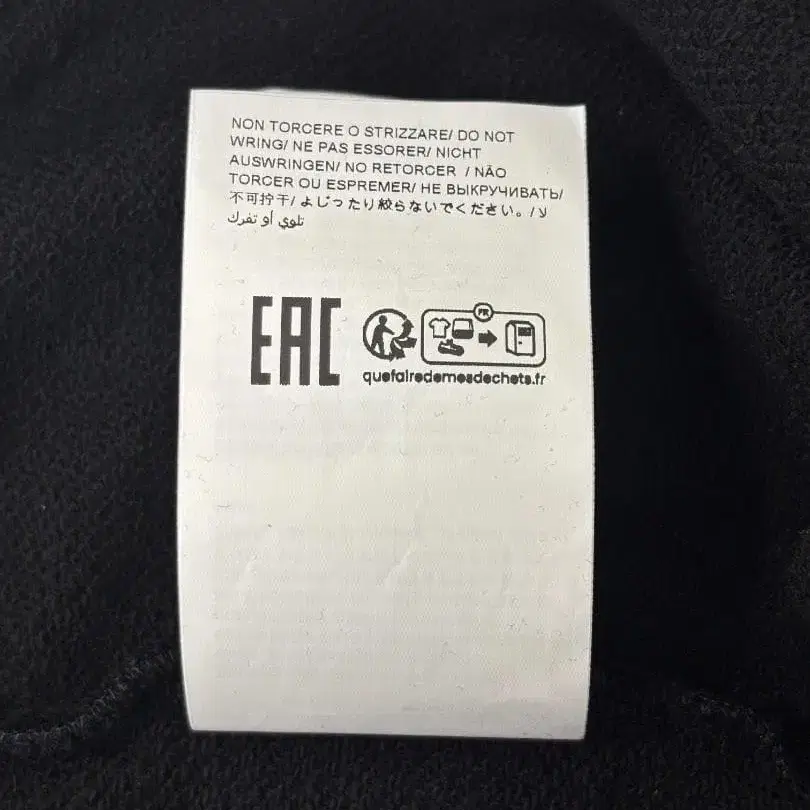 NON TORCERE O STRIZZARE/ DO NOT
WRING/ NE PAS ESSORER/ NICHT
AUSWRINGEN/ NO RETORCER / NÃO
TORCER OU ESPREMER/ НЕ ВЫКРУЧИВАТЬ/
不可拧干/ よじったり絞らないでください。/ لا
تلوي أو تفرك
EAC
FR
quefairedemesdechets.fr